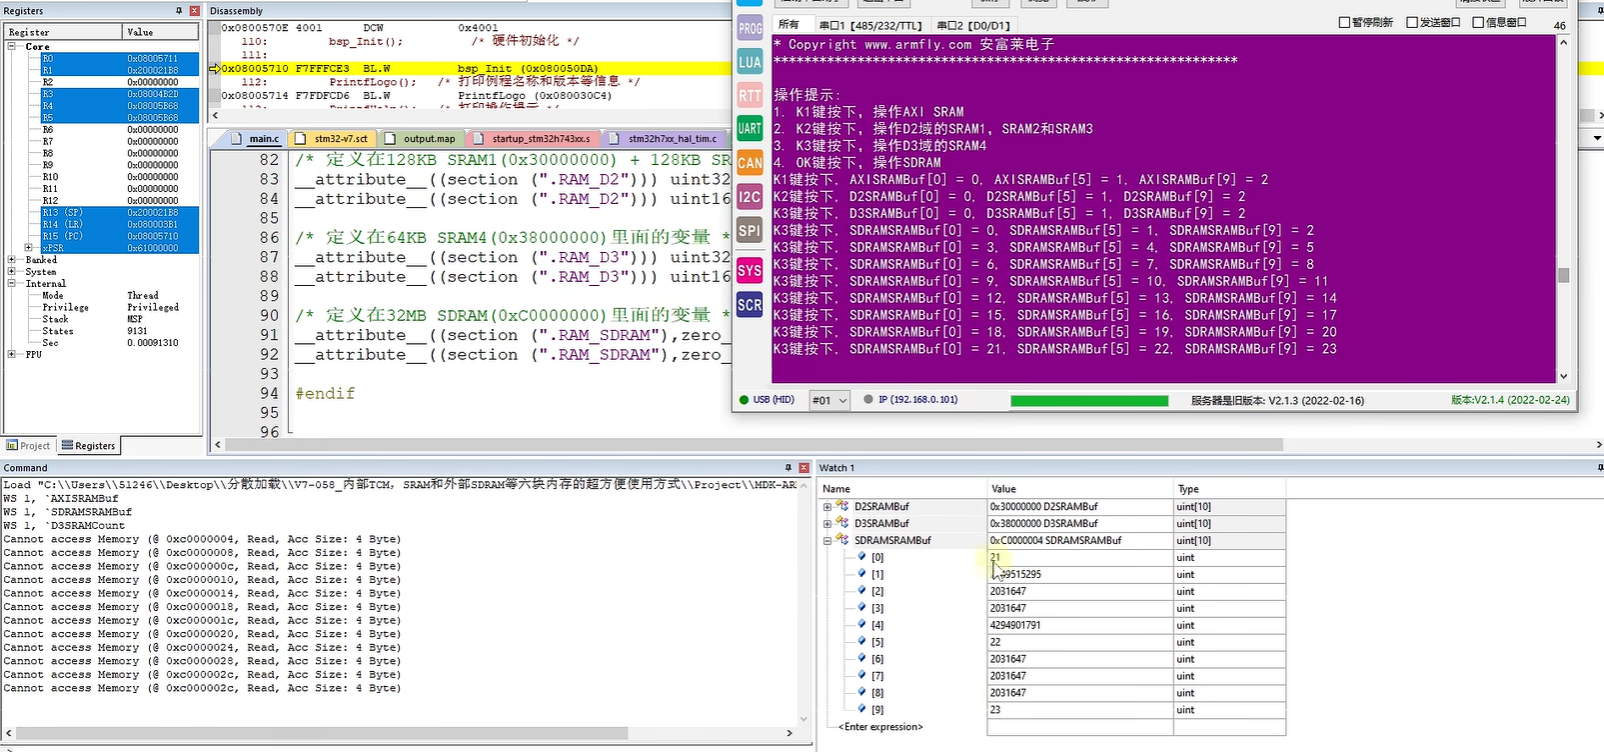 Registers
Register Value
Core
R0 0x08005711
R1 0x200021B8
R2 0x00000000
R3 0x08004B2D
R4 0x08005B68
R5 0x08005B68
R6 0x00000000
R7 0x00000000
R8 0x00000000
R9 0x00000000
R10 0x00000000
R11 0x00000000
R12 0x00000000
R13 (SP) 0x200021B8
R14 (LR) 0x080003B1
R15 (PC) 0x08005710
xPSR 0x61000000
Banked
System
Internal
Mode Thread
Privilege Privileged
Stack MSP
States 9131
Sec 0.00091310
FPU
Project Registers
Disassembly
0x0800570E 4001 DCW 0x4001
110: bsp_Init(); /* 硬件初始化 */
111:
0x08005710 F7FFFCE3 BL.W bsp_Init (0x080050DA)
112: PrintfLogo(); /* 打印例程名称和版本等信息 */
0x08005714 F7FDFCD6 BL.W PrintfLogo (0x080030C4)
main.c stm32-v7.sct output.map startup_stm32h743xx.s stm32h7xx_hal_tim.c
82 /* 定义在128KB SRAM1(0x30000000) + 128KB SR
83 __attribute__((section (".RAM_D2"))) uint32
84 __attribute__((section (".RAM_D2"))) uint16
85
86 /* 定义在64KB SRAM4(0x38000000)里面的变量 *
87 __attribute__((section (".RAM_D3"))) uint32
88 __attribute__((section (".RAM_D3"))) uint16
89
90 /* 定义在32MB SDRAM(0xC0000000)里面的变量 *
91 __attribute__((section (".RAM_SDRAM"),zero_
92 __attribute__((section (".RAM_SDRAM"),zero_
93
94 #endif
95
96
所有 串口1 [485/232/TTL] 串口2 [D0/D1] 暂停刷新 发送窗口 信息窗口 46
PROG
LUA
RTT
UART
CAN
I2C
SPI
SYS
SCR
* Copyright www.armfly.com 安富莱电子
*************************************************************
操作提示:
1. K1键按下, 操作AXI SRAM
2. K2键按下, 操作D2域的SRAM1, SRAM2和SRAM3
3. K3键按下, 操作D3域的SRAM4
4. OK键按下, 操作SDRAM
K1键按下, AXISRAMBuf[0] = 0, AXISRAMBuf[5] = 1, AXISRAMBuf[9] = 2
K2键按下, D2SRAMBuf[0] = 0, D2SRAMBuf[5] = 1, D2SRAMBuf[9] = 2
K3键按下, D3SRAMBuf[0] = 0, D3SRAMBuf[5] = 1, D3SRAMBuf[9] = 2
K3键按下, SDRAMSRAMBuf[0] = 0, SDRAMSRAMBuf[5] = 1, SDRAMSRAMBuf[9] = 2
K3键按下, SDRAMSRAMBuf[0] = 3, SDRAMSRAMBuf[5] = 4, SDRAMSRAMBuf[9] = 5
K3键按下, SDRAMSRAMBuf[0] = 6, SDRAMSRAMBuf[5] = 7, SDRAMSRAMBuf[9] = 8
K3键按下, SDRAMSRAMBuf[0] = 9, SDRAMSRAMBuf[5] = 10, SDRAMSRAMBuf[9] = 11
K3键按下, SDRAMSRAMBuf[0] = 12, SDRAMSRAMBuf[5] = 13, SDRAMSRAMBuf[9] = 14
K3键按下, SDRAMSRAMBuf[0] = 15, SDRAMSRAMBuf[5] = 16, SDRAMSRAMBuf[9] = 17
K3键按下, SDRAMSRAMBuf[0] = 18, SDRAMSRAMBuf[5] = 19, SDRAMSRAMBuf[9] = 20
K3键按下, SDRAMSRAMBuf[0] = 21, SDRAMSRAMBuf[5] = 22, SDRAMSRAMBuf[9] = 23
USB (HID) #01 IP (192.168.0.101) 服务器是旧版本: V2.1.3 (2022-02-16) 版本:V2.1.4 (2022-02-24)
Command
Load "C:\\Users\\51246\\Desktop\\分散加载\\V7-058_内部TCM, SRAM和外部SDRAM等六块内存的超方便使用方式\\Project\\MDK-AR
WS 1, `AXISRAMBuf
WS 1, `SDRAMSRAMBuf
WS 1, `D3SRAMCount
Cannot access Memory (@ 0xc0000004, Read, Acc Size: 4 Byte)
Cannot access Memory (@ 0xc0000008, Read, Acc Size: 4 Byte)
Cannot access Memory (@ 0xc000000c, Read, Acc Size: 4 Byte)
Cannot access Memory (@ 0xc0000010, Read, Acc Size: 4 Byte)
Cannot access Memory (@ 0xc0000014, Read, Acc Size: 4 Byte)
Cannot access Memory (@ 0xc0000018, Read, Acc Size: 4 Byte)
Cannot access Memory (@ 0xc000001c, Read, Acc Size: 4 Byte)
Cannot access Memory (@ 0xc0000020, Read, Acc Size: 4 Byte)
Cannot access Memory (@ 0xc0000024, Read, Acc Size: 4 Byte)
Cannot access Memory (@ 0xc0000028, Read, Acc Size: 4 Byte)
Cannot access Memory (@ 0xc000002c, Read, Acc Size: 4 Byte)
Cannot access Memory (@ 0xc000002c, Read, Acc Size: 4 Byte)
Watch 1
Name Value Type
D2SRAMBuf 0x30000000 D2SRAMBuf uint[10]
D3SRAMBuf 0x38000000 D3SRAMBuf uint[10]
SDRAMSRAMBuf 0xC0000004 SDRAMSRAMBuf uint[10]
[0] 21 uint
[1] 49515295 uint
[2] 2031647 uint
[3] 2031647 uint
[4] 4294901791 uint
[5] 22 uint
[6] 2031647 uint
[7] 2031647 uint
[8] 2031647 uint
[9] 23 uint
<Enter expression>